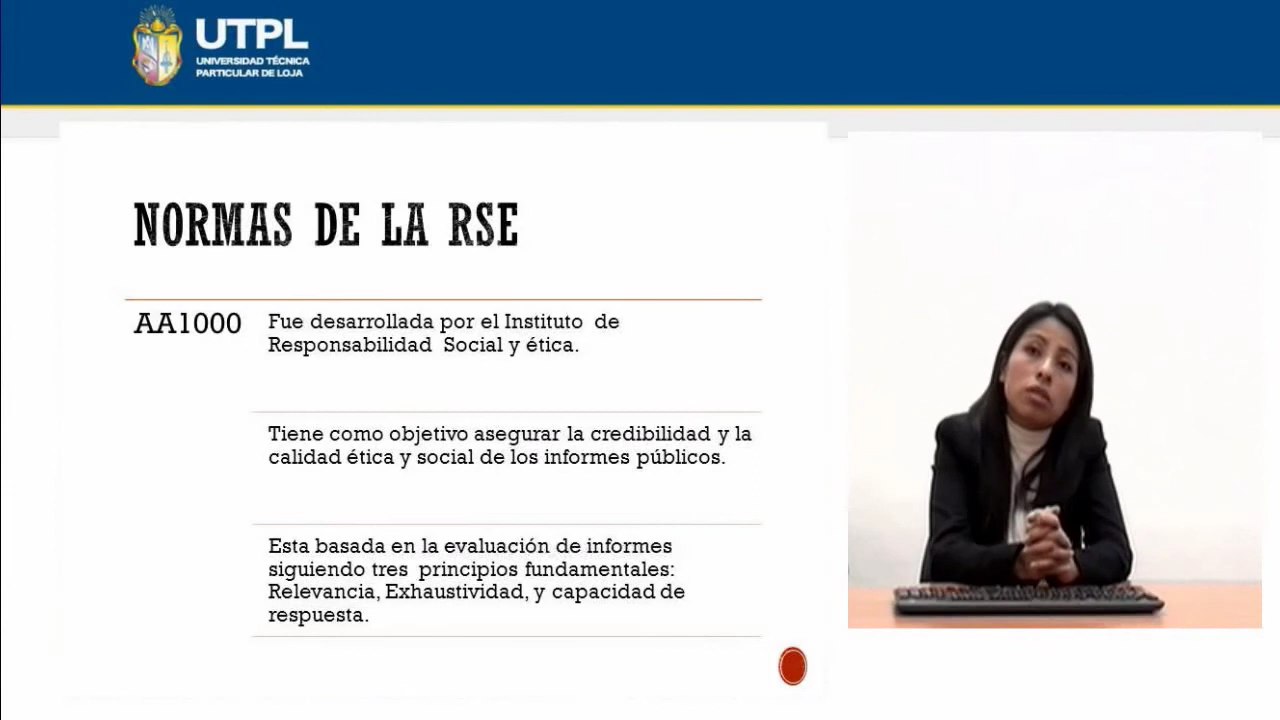 UTPL
UNIVERSIDAD TÉCNICA
PARTICULAR DE LOJA
NORMAS DE LA RSE
AA1000
Fue desarrollada por el Instituto de
Responsabilidad Social y ética.
Tiene como objetivo asegurar la credibilidad y la
calidad ética y social de los informes públicos.
Esta basada en la evaluación de informes
siguiendo tres principios fundamentales:
Relevancia, Exhaustividad, y capacidad de
respuesta.